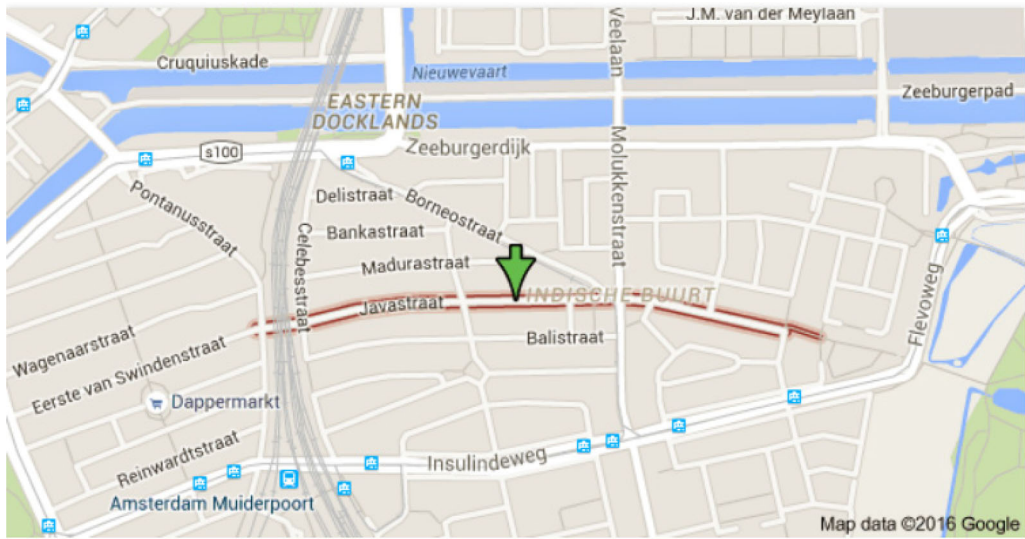 J.M. van der Meylaan
Cruquiuskade
Nieuwevaart
Veelaan
Zeeburgerpad
EASTERN
DOCKLANDS
s100
Zeeburgerdijk
Molukkenstraat
Pontanusstraat
Delistraat
Borneostraat
Bankastraat
Celebesstraat
Madurastraat
INDISCHE BUURT
Javastraat
Flevoweg
Wagenaarstraat
Eerste van Swindenstraat
Balistraat
Dappermarkt
Reinwardtstraat
Insulindeweg
Amsterdam Muiderpoort
Map data ©2016 Google